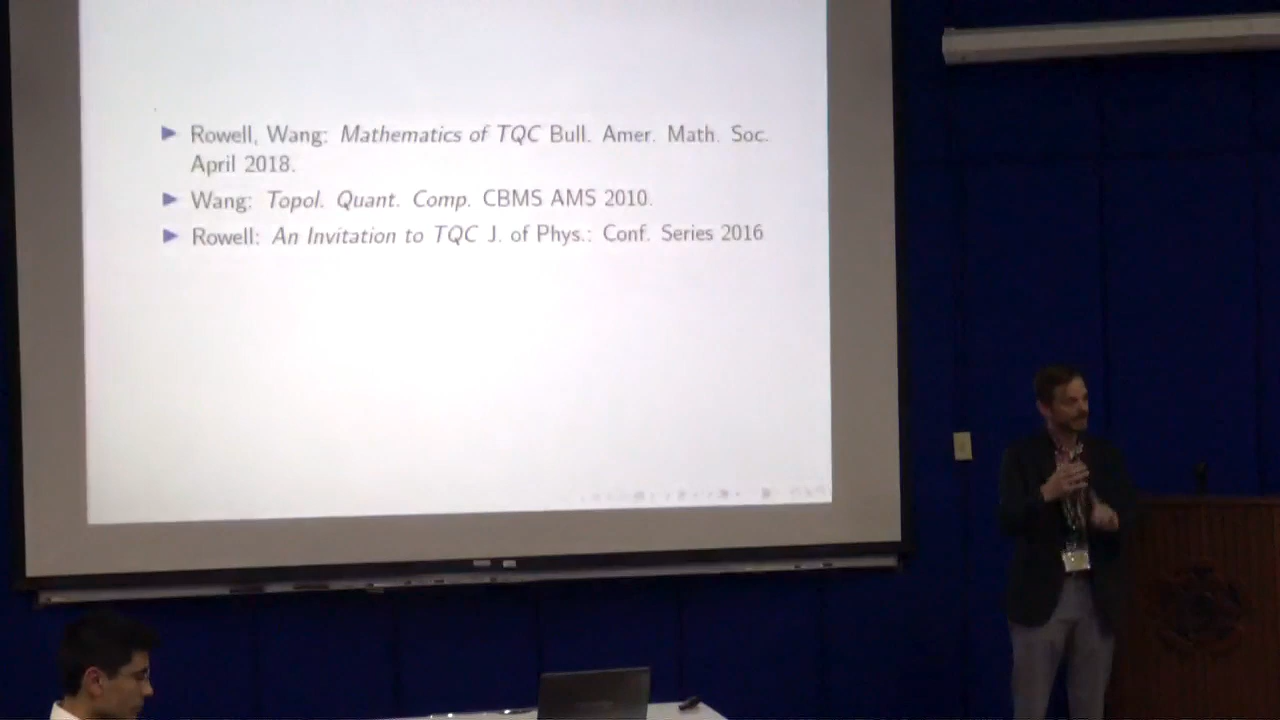 Rowell, Wang: Mathematics of TQC Bull. Amer. Math. Soc.
April 2018.
Wang: Topol. Quant. Comp. CBMS AMS 2010.
Rowell: An Invitation to TQC J. of Phys.: Conf. Series 2016